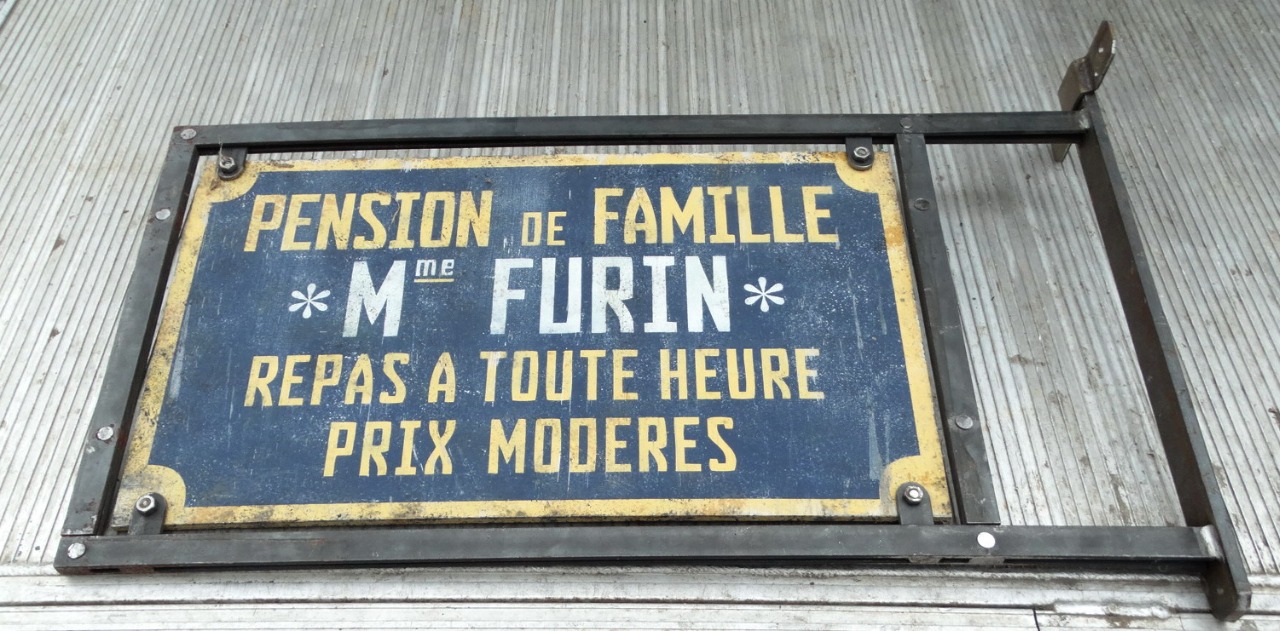 PENSION DE FAMILLE
* Mme FURIN *
REPAS A TOUTE HEURE
PRIX MODERES